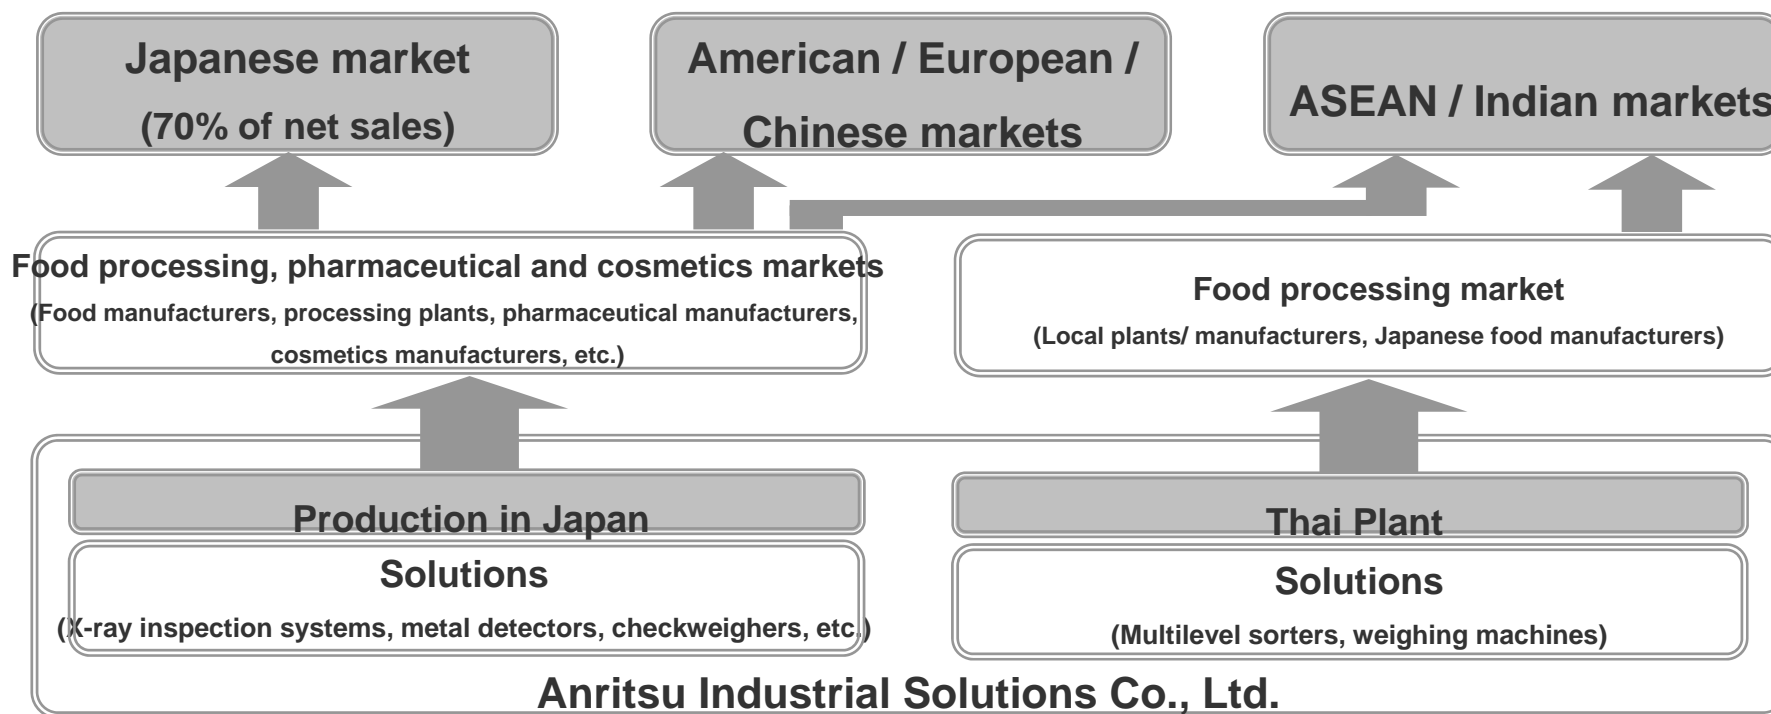 Japanese market
(70% of net sales)
American / European /
Chinese markets
ASEAN / Indian markets
Food processing, pharmaceutical and cosmetics markets
(Food manufacturers, processing plants, pharmaceutical manufacturers,
cosmetics manufacturers, etc.)
Food processing market
(Local plants/ manufacturers, Japanese food manufacturers)
Production in Japan
Solutions
(X-ray inspection systems, metal detectors, checkweighers, etc.)
Thai Plant
Solutions
(Multilevel sorters, weighing machines)
Anritsu Industrial Solutions Co., Ltd.